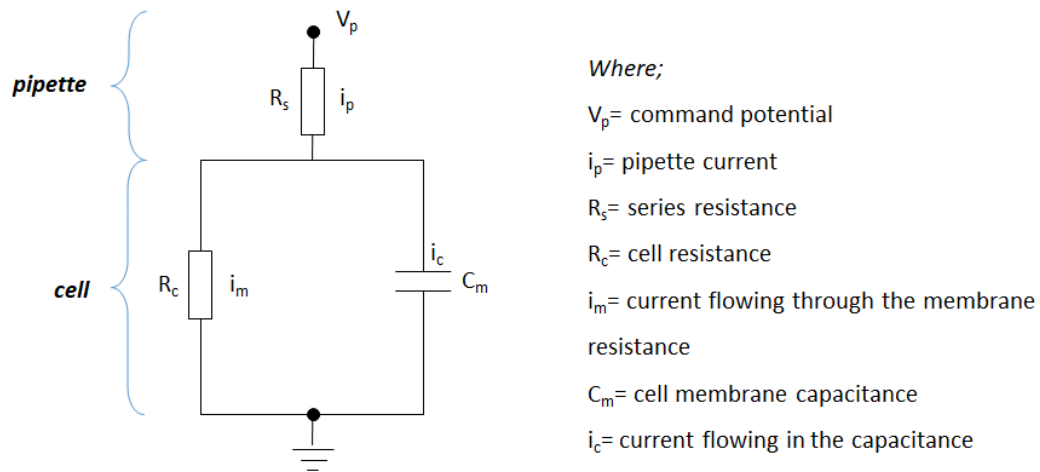 Vp
pipette
Rs
ip
cell
Rc
im
ic
Cm
Where;
Vp= command potential
ip= pipette current
Rs= series resistance
Rc= cell resistance
im= current flowing through the membrane
resistance
Cm= cell membrane capacitance
ic= current flowing in the capacitance